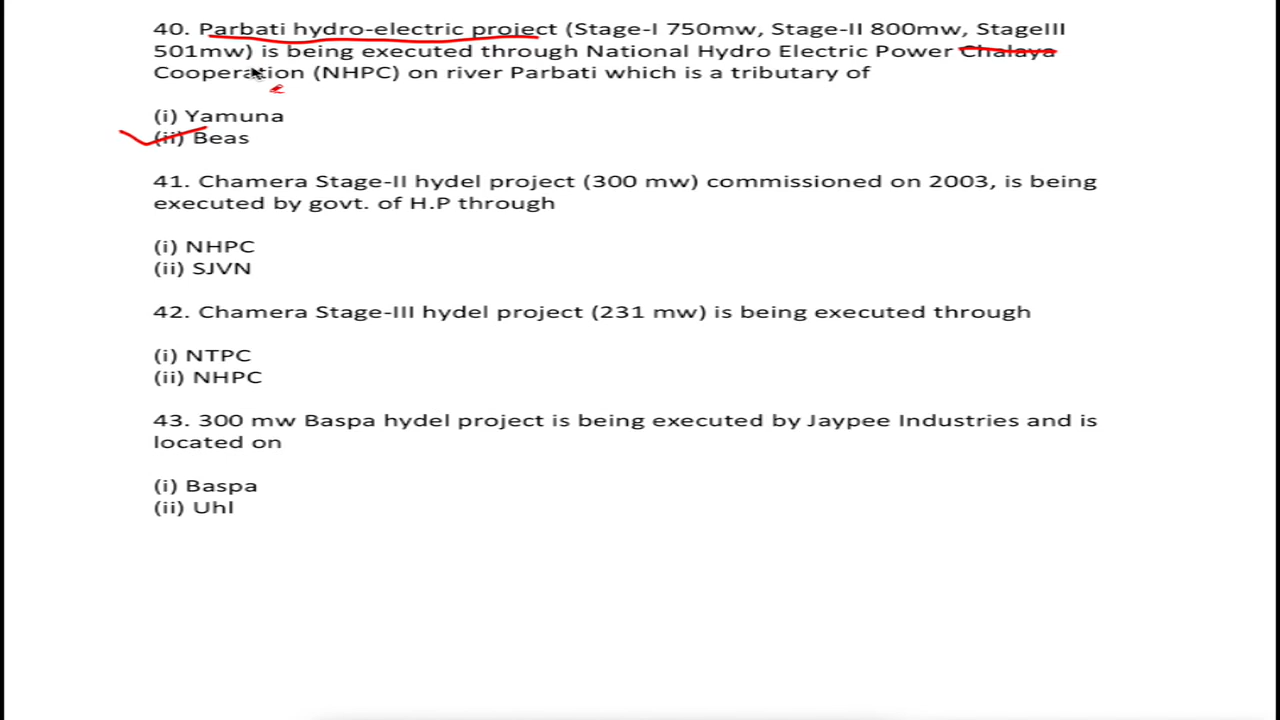 40. Parbati hydro-electric project (Stage-I 750mw, Stage-II 800mw, StageIII
501mw) is being executed through National Hydro Electric Power Chalaya
Cooperation (NHPC) on river Parbati which is a tributary of
(i) Yamuna
(ii) Beas
41. Chamera Stage-II hydel project (300 mw) commissioned on 2003, is being
executed by govt. of H.P through
(i) NHPC
(ii) SJVN
42. Chamera Stage-III hydel project (231 mw) is being executed through
(i) NTPC
(ii) NHPC
43. 300 mw Baspa hydel project is being executed by Jaypee Industries and is
located on
(i) Baspa
(ii) Uhl